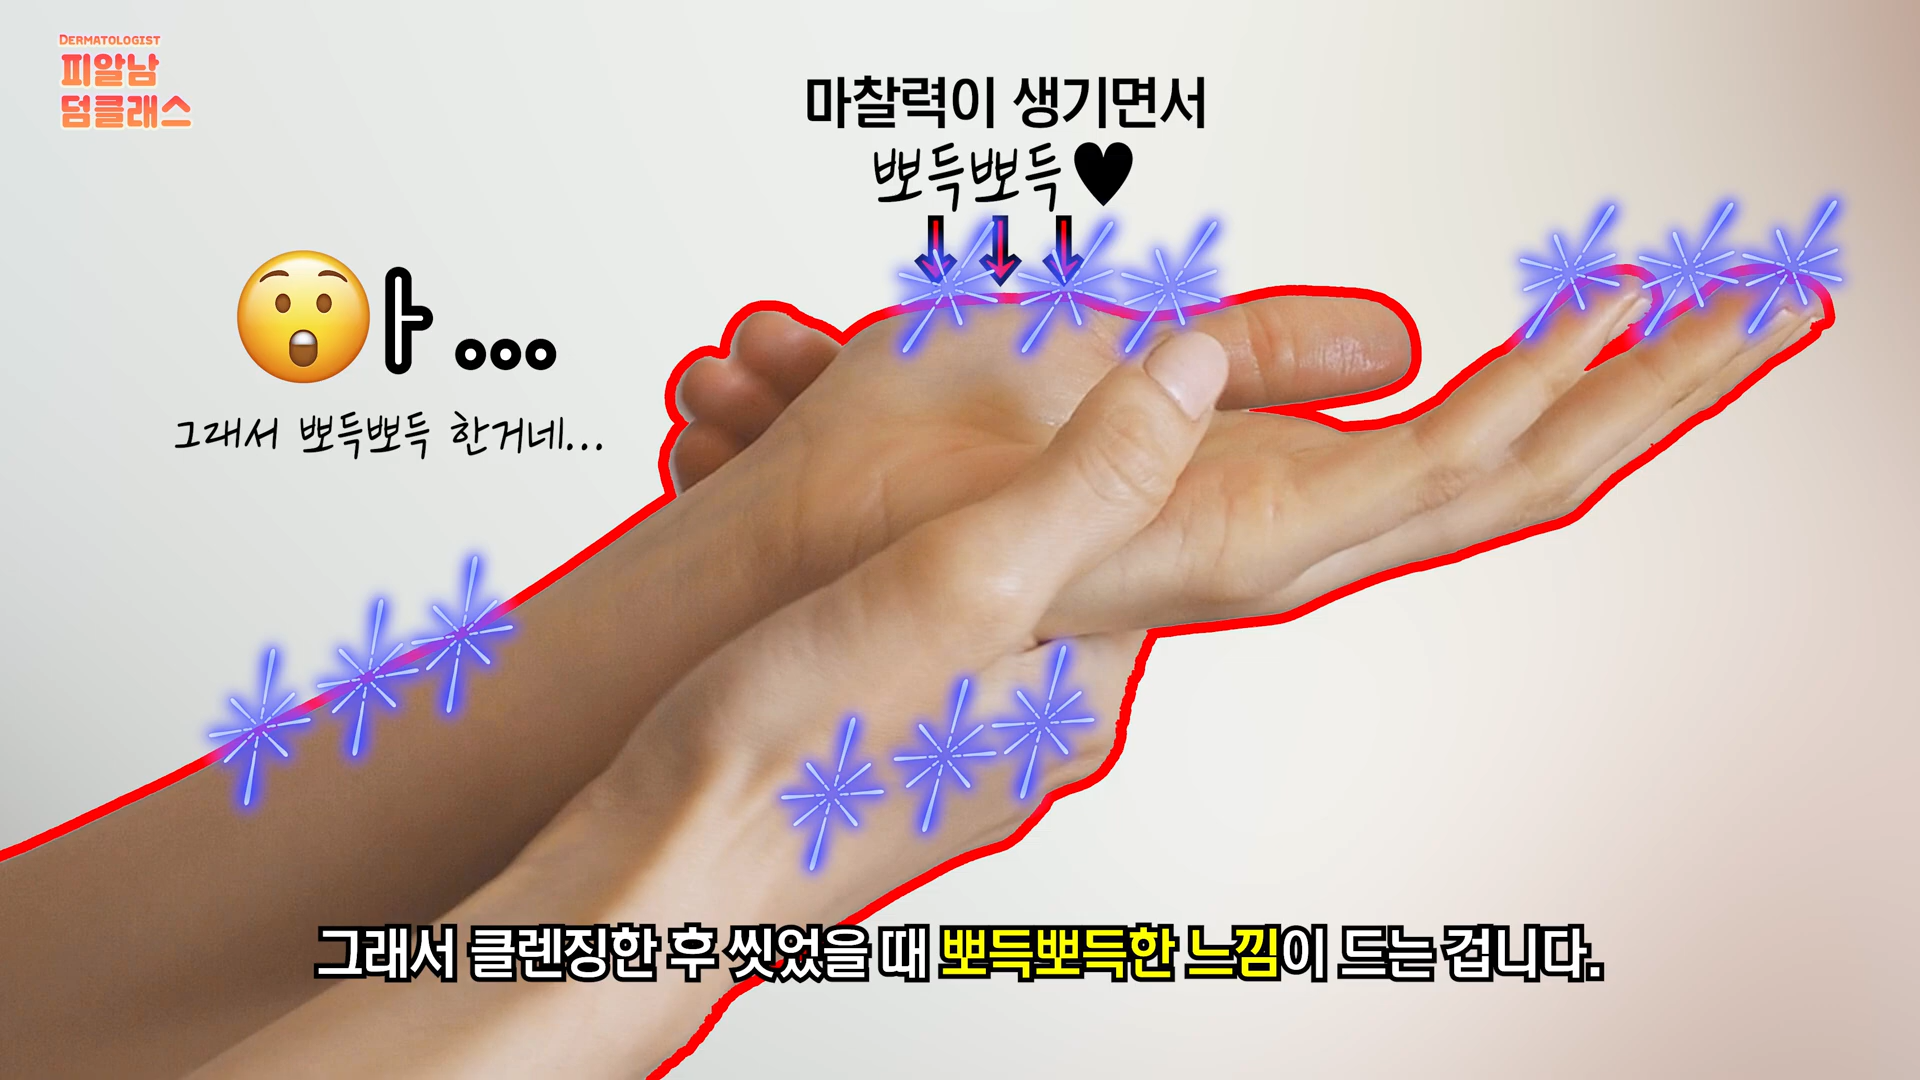 DERMATOLOGIST
피알남
덤클래스
마찰력이 생기면서
뽀득뽀득♥
아...
그래서 뽀득뽀득 한거네...
그래서 클렌징한 후 씻었을 때 뽀득뽀득한 느낌이 드는 겁니다.